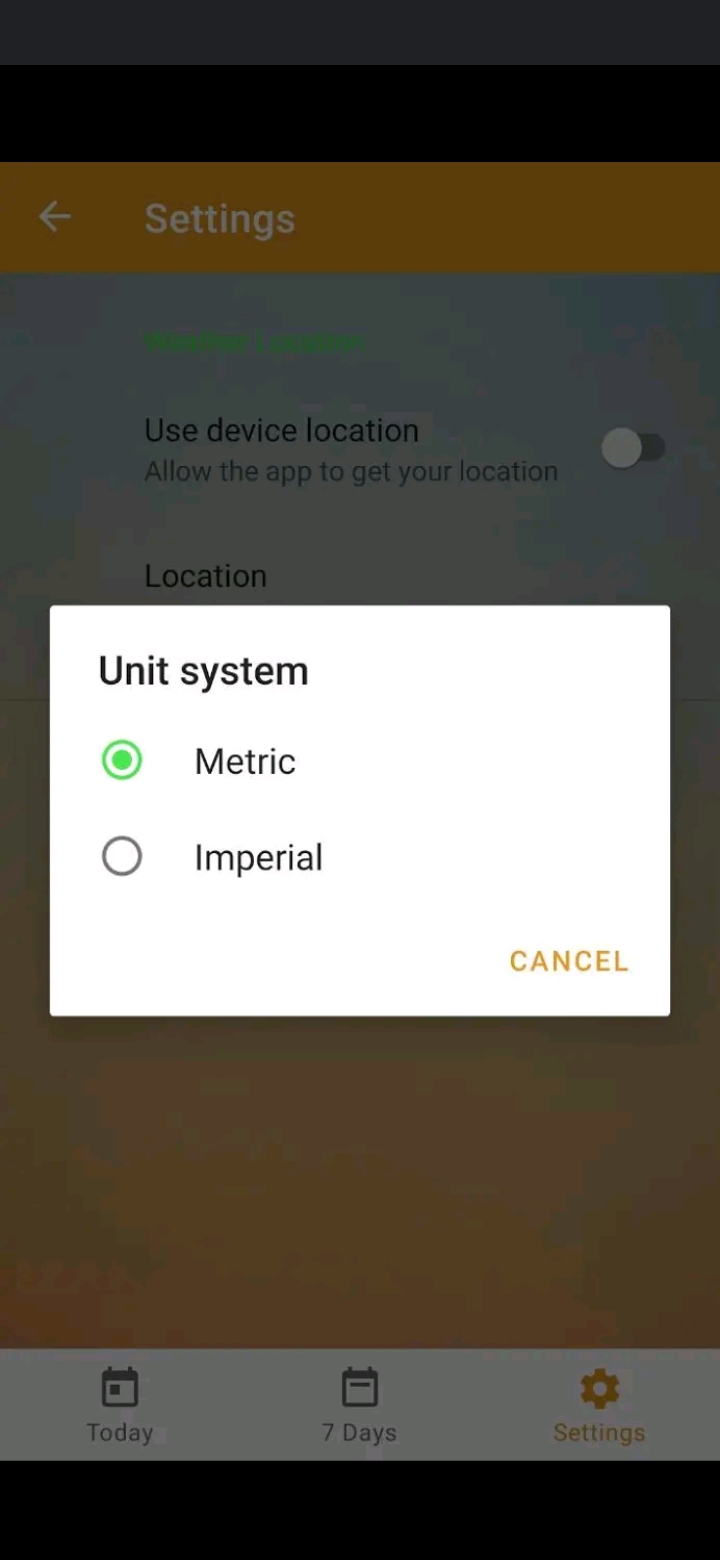 Settings
Weather Location
Use device location
Allow the app to get your location
Location
Unit system
Metric
Imperial
CANCEL
Today
7 Days
Settings